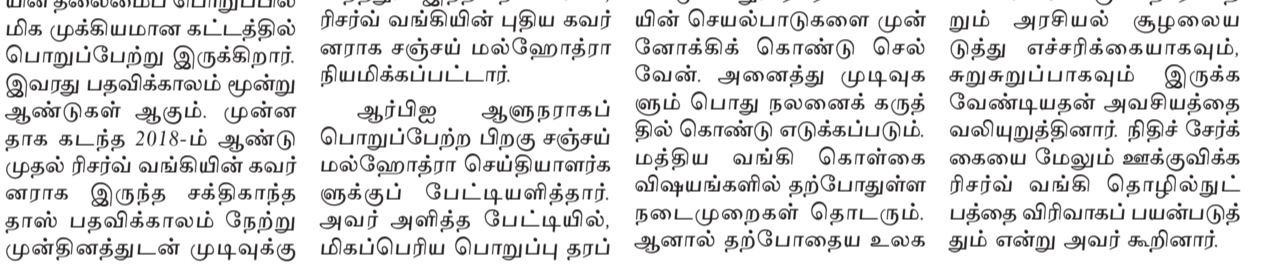 யின் தலைமைப் பொறுப்பில்
மிக முக்கியமான கட்டத்தில்
பொறுப்பேற்று இருக்கிறார்.
இவரது பதவிக்காலம் மூன்று
ஆண்டுகள் ஆகும். முன்ன
தாக கடந்த 2018-ம் ஆண்டு
முதல் ரிசர்வ் வங்கியின் கவர்
னராக இருந்த சக்திகாந்த
தாஸ் பதவிக்காலம் நேற்று
முன்தினத்துடன் முடிவுக்கு
ரிசர்வ் வங்கியின் புதிய கவர்
னராக சஞ்சய் மல்ஹோத்ரா
நியமிக்கப்பட்டார்.
ஆர்பிஐ ஆளுநராகப்
பொறுப்பேற்ற பிறகு சஞ்சய்
மல்ஹோத்ரா செய்தியாளர்க
ளுக்குப் பேட்டியளித்தார்.
அவர் அளித்த பேட்டியில்,
மிகப்பெரிய பொறுப்பு தரப்
யின் செயல்பாடுகளை முன்
னோக்கிக் கொண்டு செல்
வேன். அனைத்து முடிவுக
ளும் பொது நலனைக் கருத்
தில் கொண்டு எடுக்கப்படும்.
மத்திய வங்கி கொள்கை
விஷயங்களில் தற்போதுள்ள
நடைமுறைகள் தொடரும்.
ஆனால் தற்போதைய உலக
றும் அரசியல் சூழலைய
டுத்து எச்சரிக்கையாகவும்,
சுறுசுறுப்பாகவும் இருக்க
வேண்டியதன் அவசியத்தை
வலியுறுத்தினார். நிதிச் சேர்க்
கையை மேலும் ஊக்குவிக்க
ரிசர்வ் வங்கி தொழில்நுட்
பத்தை விரிவாகப் பயன்படுத்
தும் என்று அவர் கூறினார்.